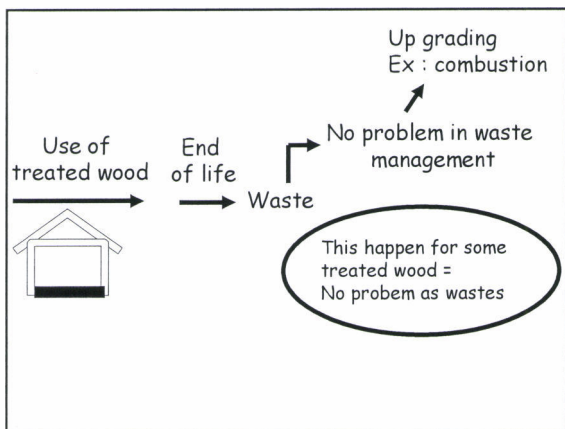 Up grading
Ex : combustion
No problem in waste
management
Use of
treated wood
End
of life
Waste
This happen for some
treated wood =
No probem as wastes